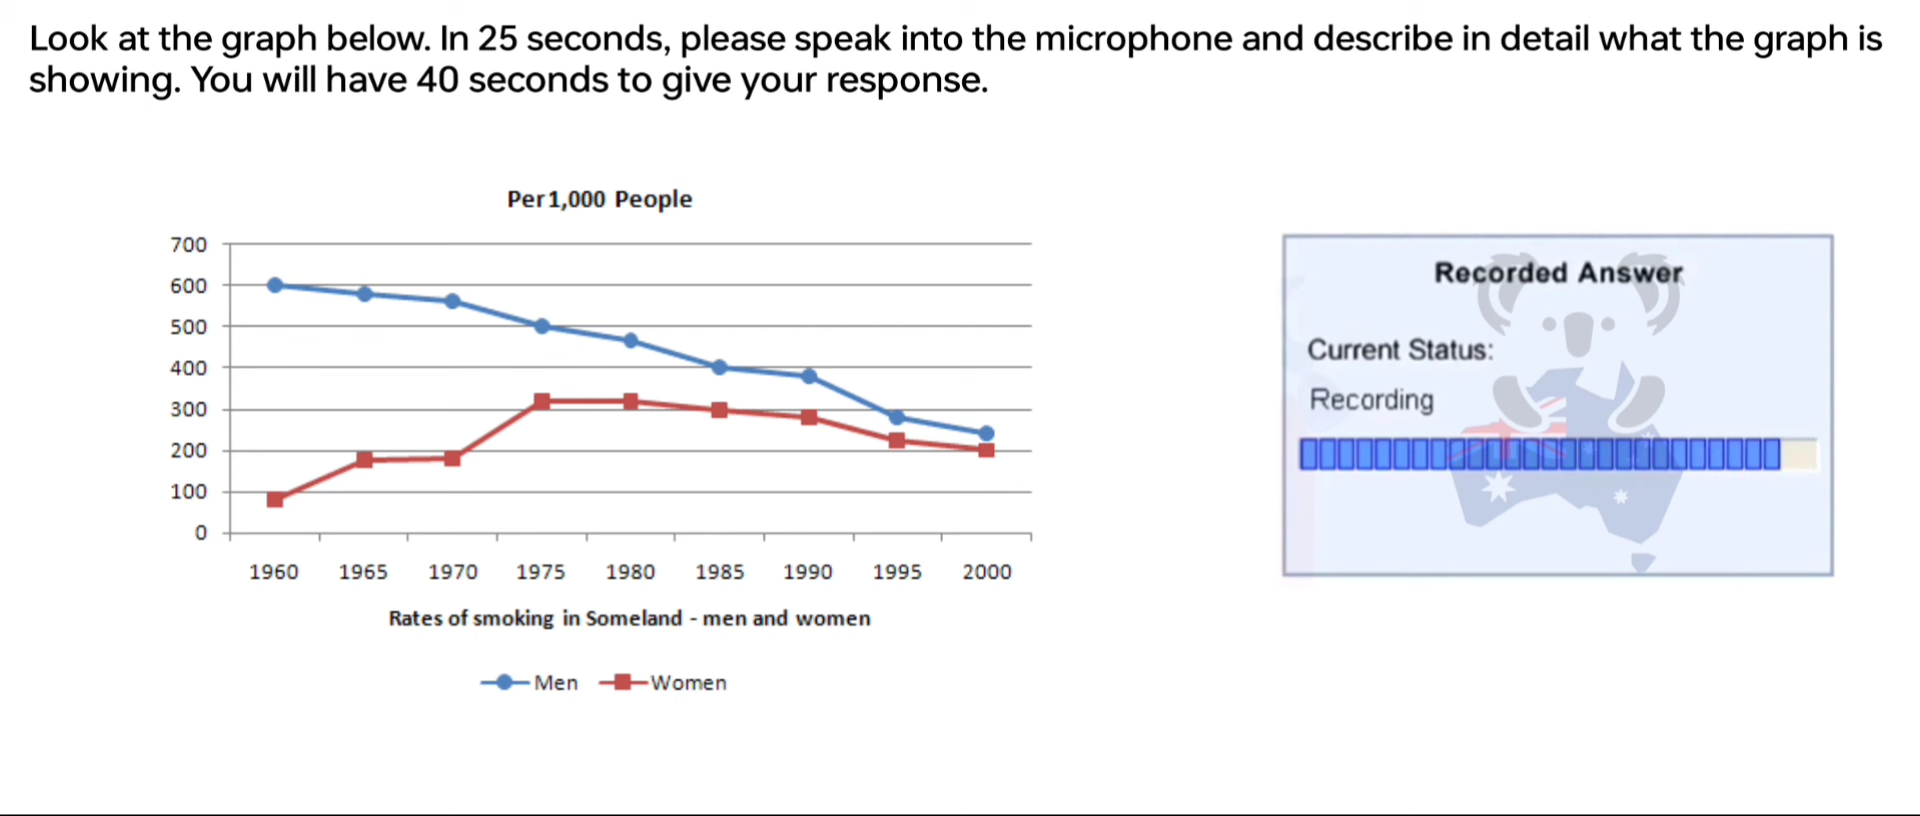 Look at the graph below. In 25 seconds, please speak into the microphone and describe in detail what the graph is
showing. You will have 40 seconds to give your response.
Per 1,000 People
700
600
500
400
300
200
100
0
1960 1965 1970 1975 1980 1985 1990 1995 2000
Rates of smoking in Someland - men and women
Men Women
Recorded Answer
Current Status:
Recording